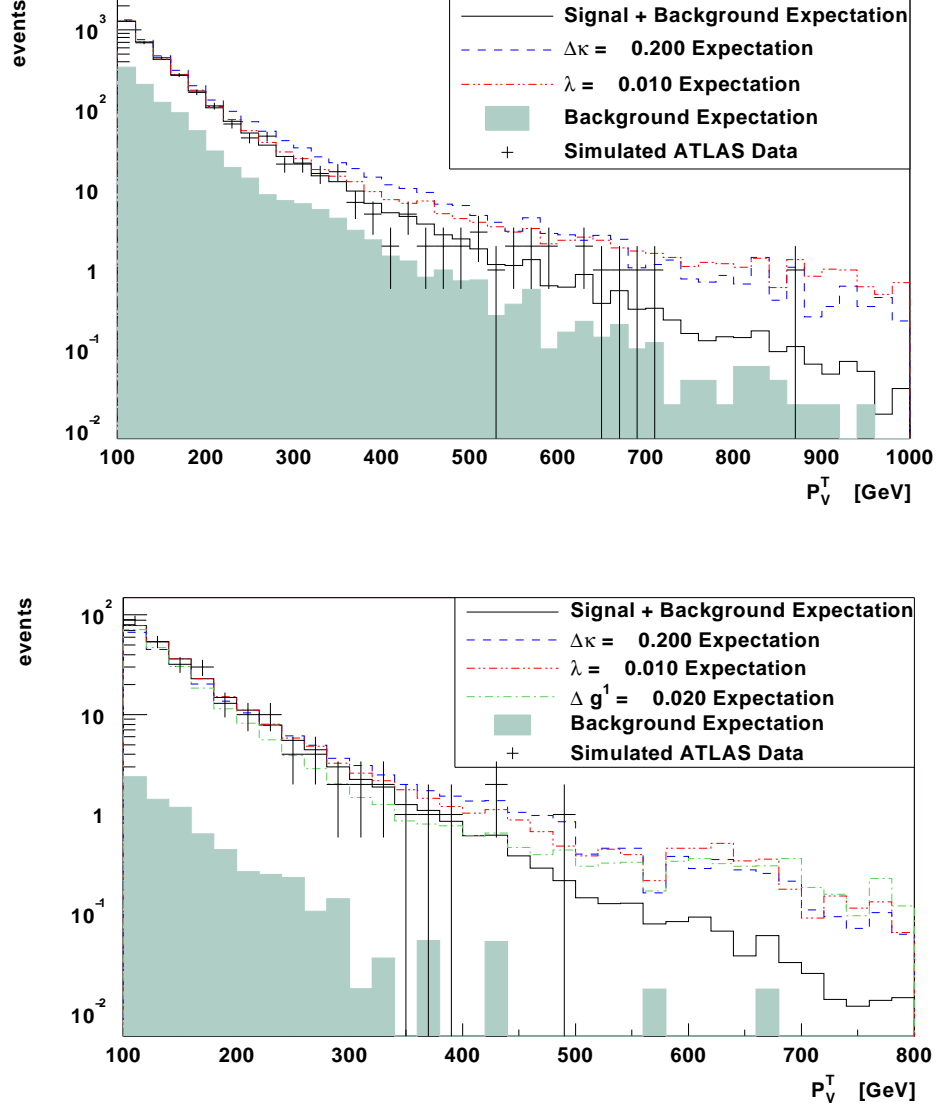 events
Signal + Background Expectation
Δκ = 0.200 Expectation
λ = 0.010 Expectation
Background Expectation
Simulated ATLAS Data
10³
10²
10
1
10⁻¹
10⁻²
100 200 300 400 500 600 700 800 900 1000
P_V^T [GeV]
events
Signal + Background Expectation
Δκ = 0.200 Expectation
λ = 0.010 Expectation
Δ g¹ = 0.020 Expectation
Background Expectation
Simulated ATLAS Data
10²
10
1
10⁻¹
10⁻²
100 200 300 400 500 600 700 800
P_V^T [GeV]